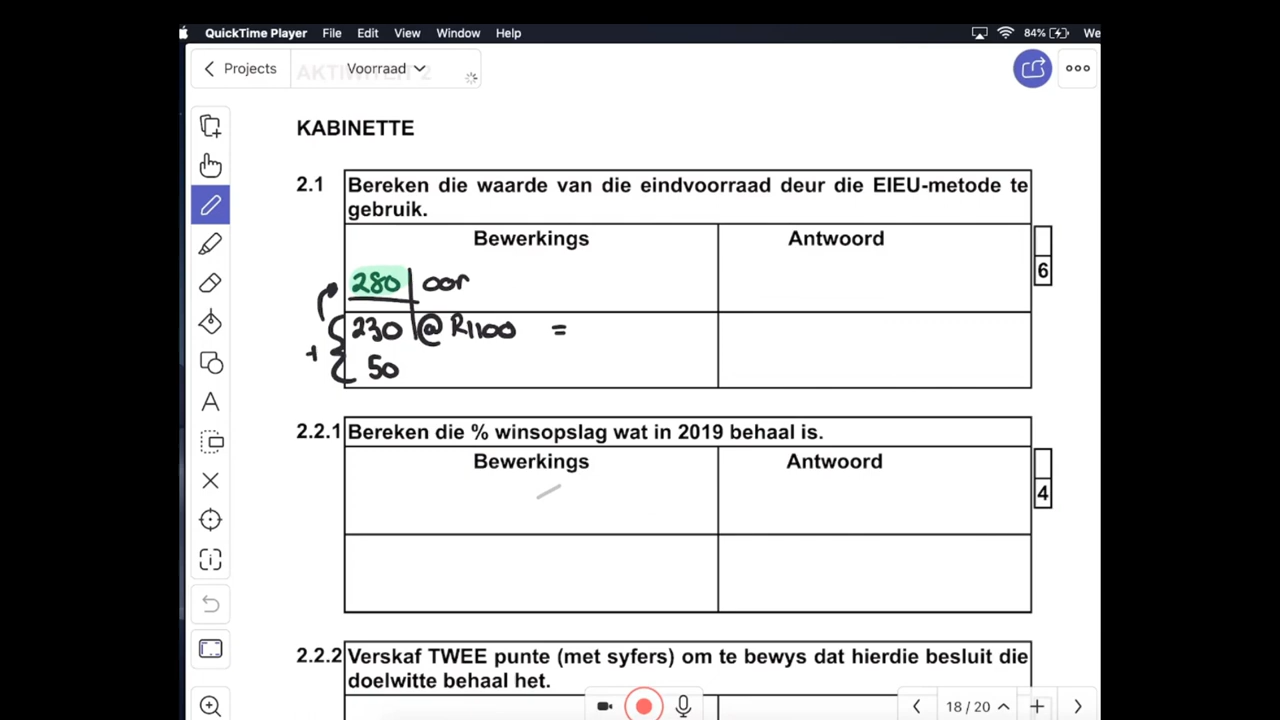 QuickTime Player File Edit View Window Help 84% We
Projects
AKTIWITEIT 2
Voorraad
KABINETTE
2.1 Bereken die waarde van die eindvoorraad deur die EIEU-metode te
gebruik.
Bewerkings Antwoord
6
280 oor
230 @ R1100 =
+
50
2.2.1 Bereken die % winsopslag wat in 2019 behaal is.
Bewerkings Antwoord
4
2.2.2 Verskaf TWEE punte (met syfers) om te bewys dat hierdie besluit die
doelwitte behaal het.
18 / 20